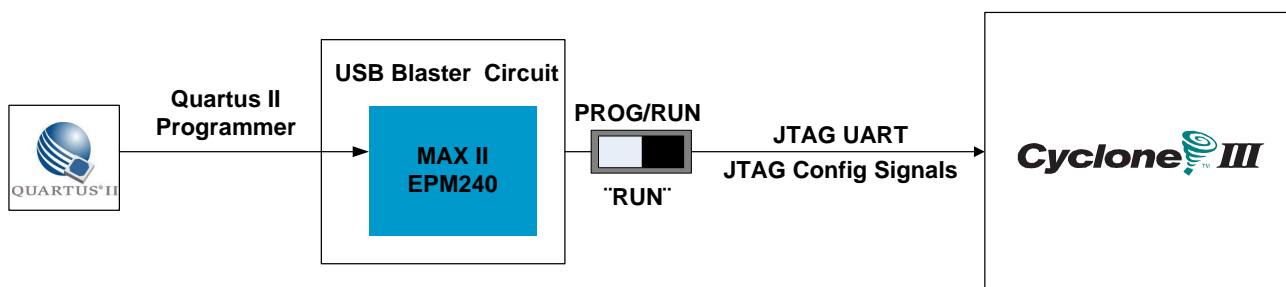 QUARTUS®II
Quartus II
Programmer
USB Blaster Circuit
MAX II
EPM240
PROG/RUN
¨RUN¨
JTAG UART
JTAG Config Signals
Cyclone™ III